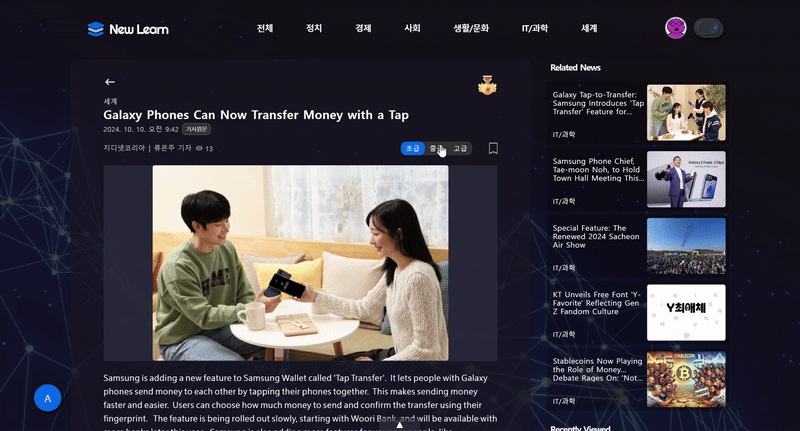 New Learn
전체 정치 경제 사회 생활/문화 IT/과학 세계
세계
Galaxy Phones Can Now Transfer Money with a Tap
2024. 10. 10. 오전 9:42 기사원문
지디넷코리아 | 류은주 기자 13
초급 고급
HOME
Samsung is adding a new feature to Samsung Wallet called 'Tap Transfer'. It lets people with Galaxy
phones send money to each other by tapping their phones together. This makes sending money
faster and easier. Users can choose how much money to send and confirm the transfer using their
fingerprint. The feature is being rolled out slowly, starting with Woori Bank, and will be available with
A
Related News
Galaxy Tap-to-Transfer:
Samsung Introduces 'Tap
Transfer' Feature for...
IT/과학
Samsung Phone Chief,
Tae-moon Noh, to Hold
Town Hall Meeting This...
IT/과학
Special Feature: The
Renewed 2024 Sacheon
Air Show
IT/과학
KT Unveils Free Font 'Y-
Favorite' Reflecting Gen
Z Fandom Culture
IT/과학
Y최애체
Stablecoins Now Playing
the Role of Money...
Debate Rages On: 'Not...
IT/과학
STABLECOIN
Recently Viewed